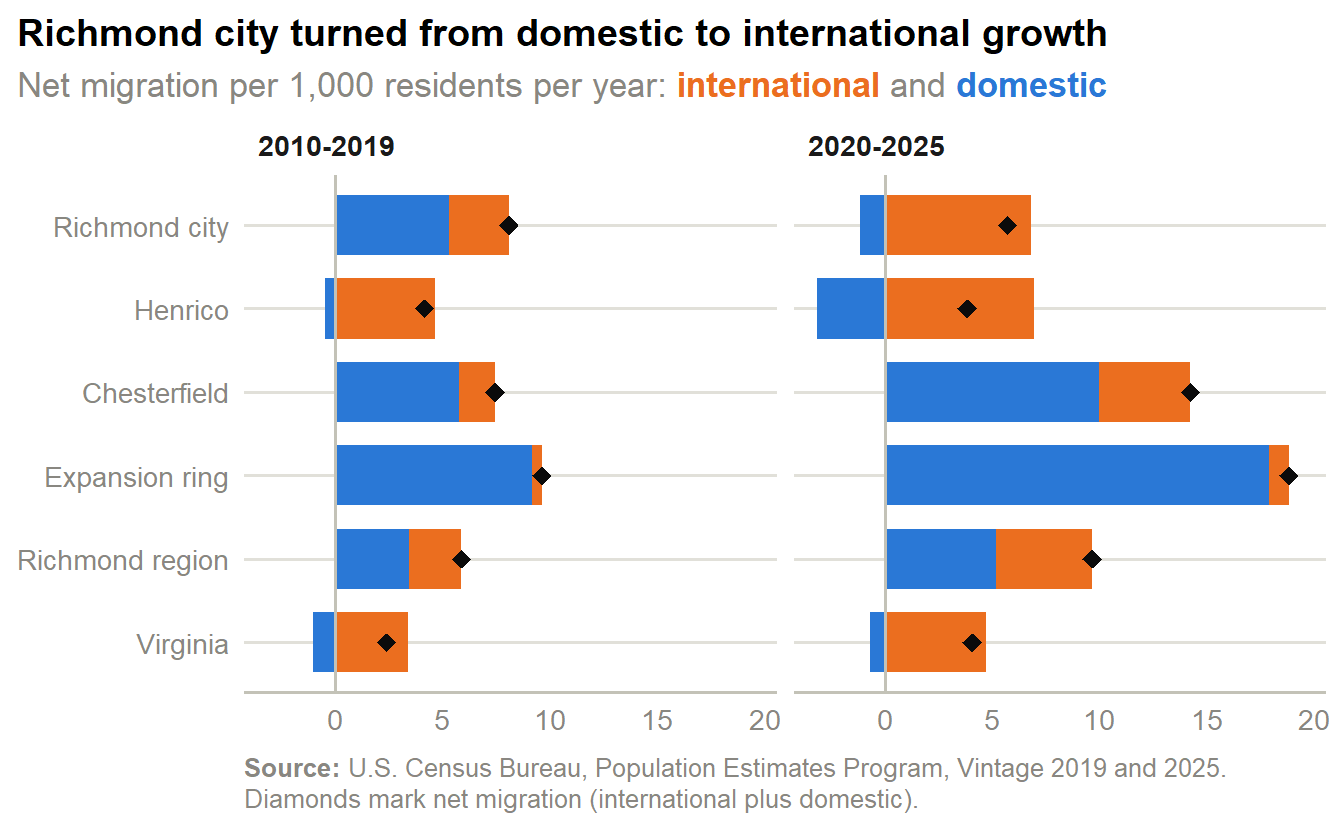 Richmond city turned from domestic to international growth
Net migration per 1,000 residents per year: international and domestic
2010-2019
2020-2025
Richmond city
Henrico
Chesterfield
Expansion ring
Richmond region
Virginia
0 5 10 15 20
0 5 10 15 20
Source: U.S. Census Bureau, Population Estimates Program, Vintage 2019 and 2025.
Diamonds mark net migration (international plus domestic).